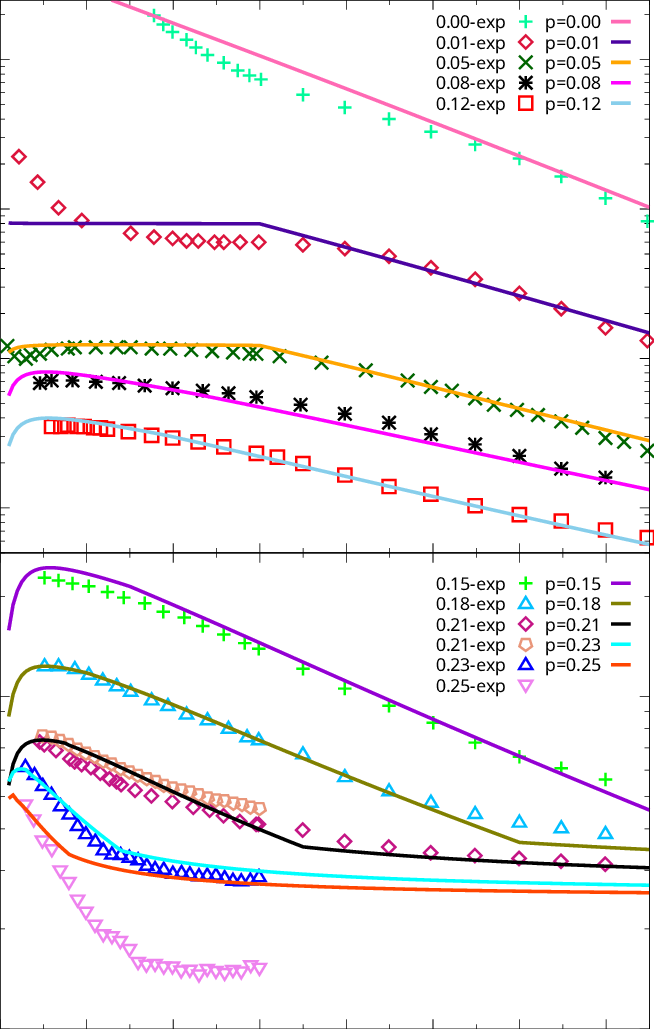 0.00-exp p=0.00
0.01-exp p=0.01
0.05-exp p=0.05
0.08-exp p=0.08
0.12-exp p=0.12
0.15-exp p=0.15
0.18-exp p=0.18
0.21-exp p=0.21
0.21-exp p=0.23
0.23-exp p=0.25
0.25-exp